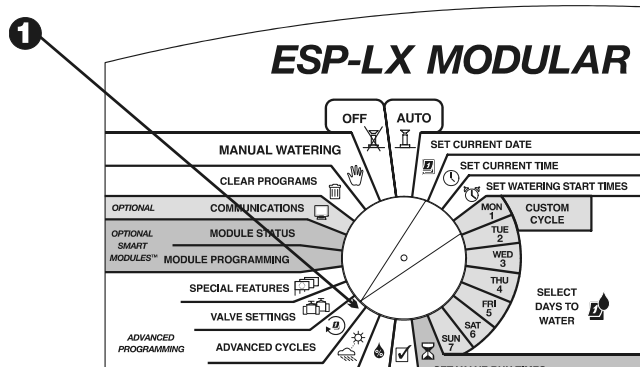 1
ESP-LX MODULAR
OFF
AUTO
MANUAL WATERING
SET CURRENT DATE
CLEAR PROGRAMS
SET CURRENT TIME
SET WATERING START TIMES
OPTIONAL
COMMUNICATIONS
MON
1
CUSTOM
CYCLE
OPTIONAL
SMART
MODULES™
MODULE STATUS
MODULE PROGRAMMING
TUE
2
WED
3
THU
4
FRI
5
SAT
6
SUN
7
SELECT
DAYS TO
WATER
SPECIAL FEATURES
VALVE SETTINGS
ADVANCED
PROGRAMMING
ADVANCED CYCLES